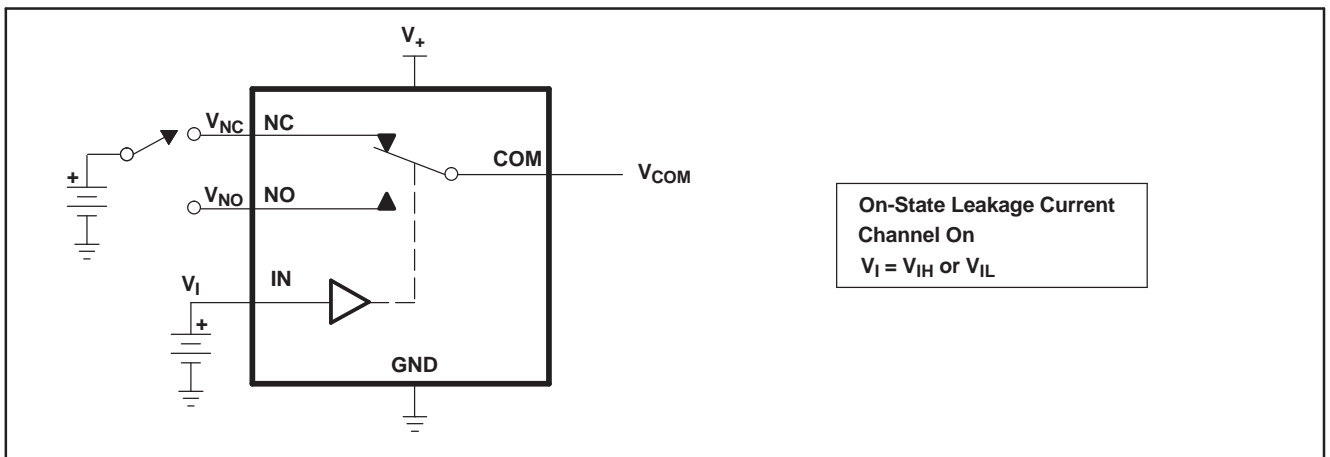 V+
VNC NC
COM
VCOM
VNO NO
VI IN
GND
+
+
On-State Leakage Current
Channel On
VI = VIH or VIL